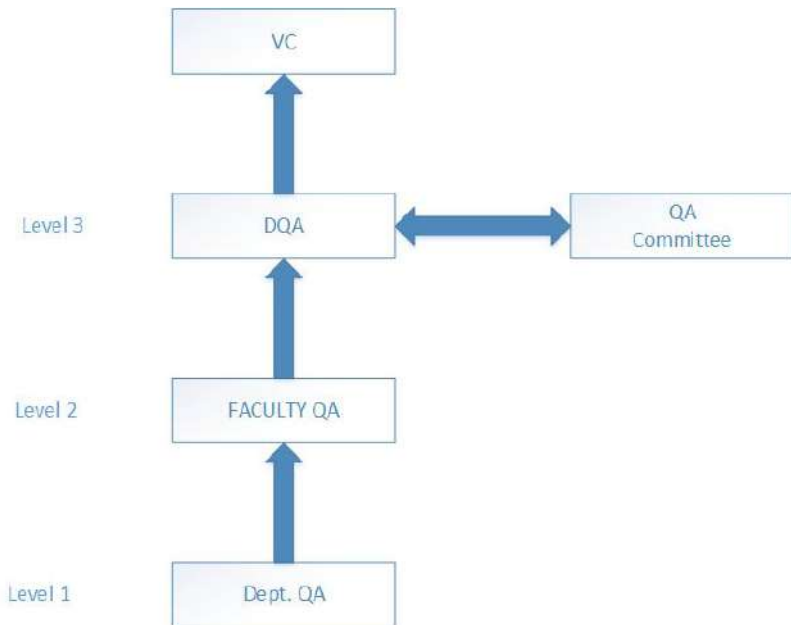 VC
Level 3
DQA
QA
Committee
Level 2
FACULTY QA
Level 1
Dept. QA